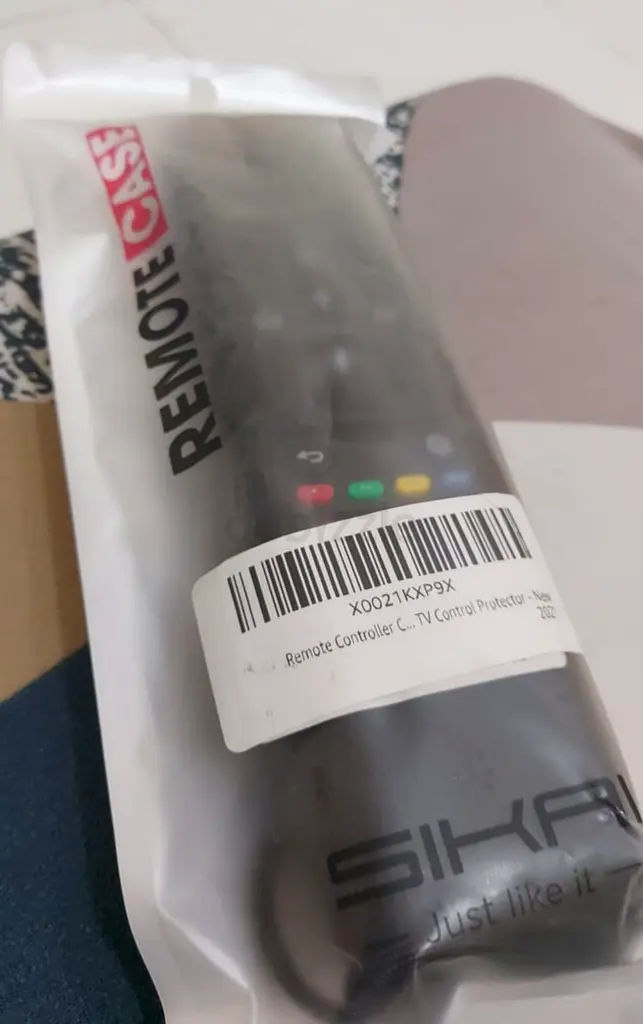 REMOTE CASE
X0021KXP9X
Remote Controller C...TV Control Protector - New
202
SIKAI
Just like it